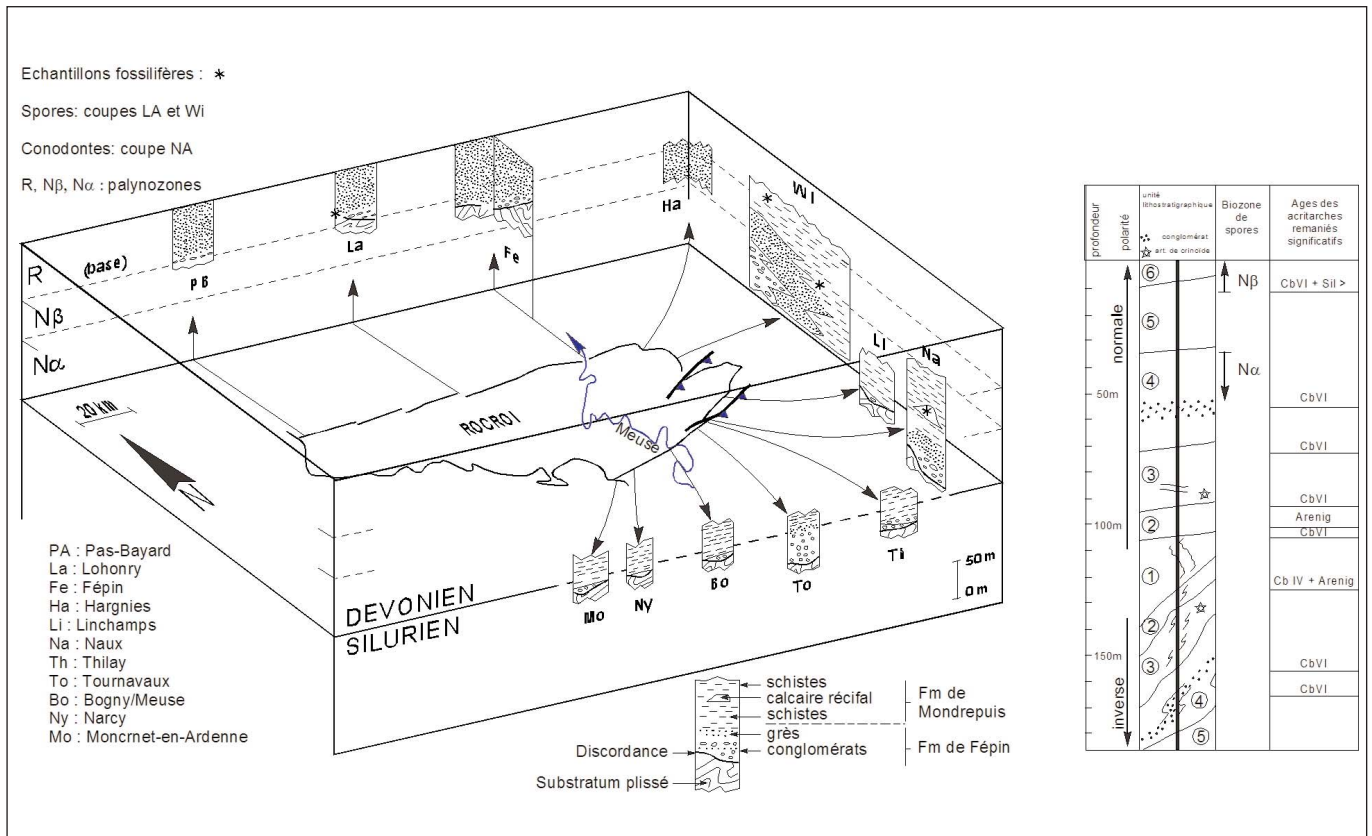 Echantillons fossilifères : *
Spores: coupes LA et Wi
Conodontes: coupe NA
R, Nβ, Nα : palynozones
R (base)
Nβ
Nα
PB
La
Fe
Ha
WI
Li
Na
20 km
N
ROCROI
Meuse
DEVONIEN
SILURIEN
Mo
Ny
Bo
To
Ti
50 m
0 m
PA : Pas-Bayard
La : Lohonry
Fe : Fépin
Ha : Hargnies
Li : Linchamps
Na : Naux
Th : Thilay
To : Tournavaux
Bo : Bogny/Meuse
Ny : Narcy
Mo : Moncrnet-en-Ardenne
schistes
calcaire récifal
schistes
Fm de
Mondrepuis
grès
conglomérats
Fm de Fépin
Discordance
Substratum plissé
profondeur
polarité
unité
lithostratigraphique
conglomérat
art. de crinoïde
Biozone
de
spores
Ages des
acritarches
remaniés
significatifs
normale
inverse
50m
100m
150m
6
5
4
3
2
1
2
3
4
5
Nβ
Nα
CbVI + Sil >
CbVI
CbVI
CbVI
Arenig
CbVI
Cb IV + Arenig
CbVI
CbVI